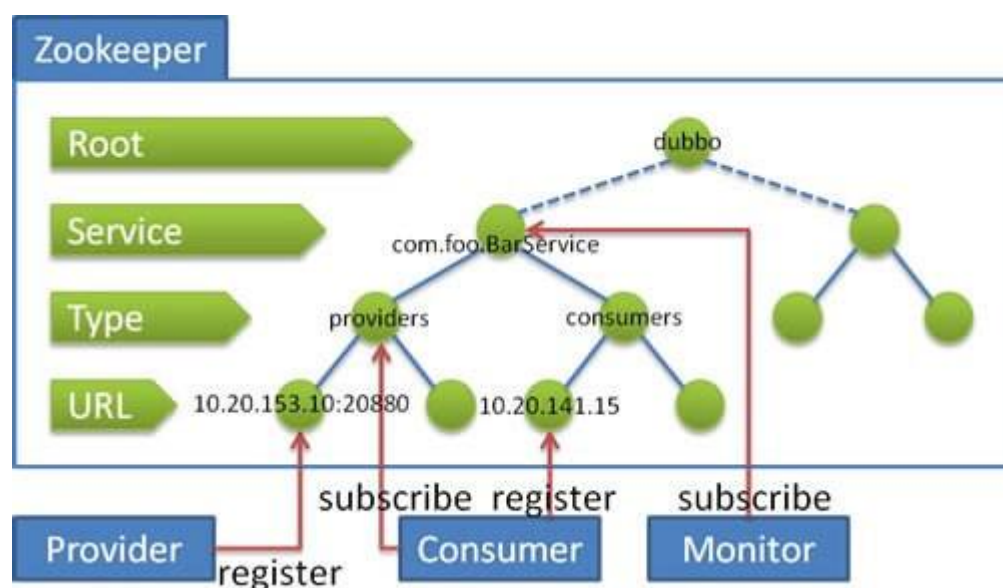 Zookeeper
Root
dubbo
Service
com.foo.BarService
Type
providers
consumers
URL
10.20.153.10:20880
10.20.141.15
subscribe
register
subscribe
Provider
register
Consumer
Monitor